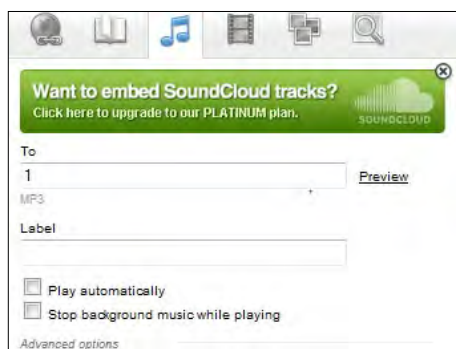 Want to embed SoundCloud tracks?
Click here to upgrade to our PLATINUM plan.
SOUNDCLOUD
To
1
Preview
MP3
Label
Play automatically
Stop background music while playing
Advanced options